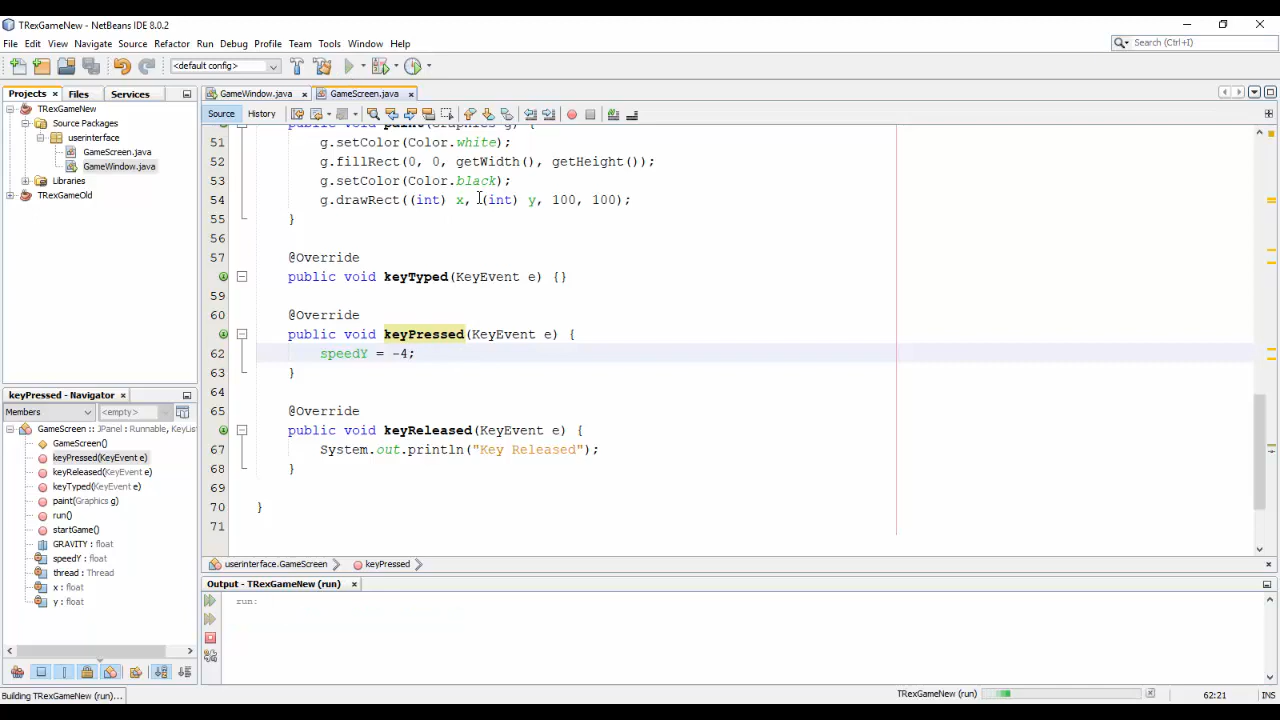 TRexGameNew - NetBeans IDE 8.0.2
File Edit View Navigate Source Refactor Run Debug Profile Team Tools Window Help
Search (Ctrl+I)
<default config>
Projects Files Services
GameWindow.java GameScreen.java
Source History
TRexGameNew
Source Packages
userinterface
GameScreen.java
GameWindow.java
Libraries
TRexGameOld
51 g.setColor(Color.white);
52 g.fillRect(0, 0, getWidth(), getHeight());
53 g.setColor(Color.black);
54 g.drawRect((int) x, (int) y, 100, 100);
55 }
56
57 @Override
public void keyTyped(KeyEvent e) {}
59
60 @Override
public void keyPressed(KeyEvent e) {
62 speedY = -4;
63 }
64
65 @Override
public void keyReleased(KeyEvent e) {
67 System.out.println("Key Released");
68 }
69
70 }
71
keyPressed - Navigator
Members <empty>
GameScreen :: JPanel : Runnable, KeyList
GameScreen()
keyPressed(KeyEvent e)
keyReleased(KeyEvent e)
keyTyped(KeyEvent e)
paint(Graphics g)
run()
startGame()
GRAVITY : float
speedY : float
thread : Thread
x : float
y : float
userinterface.GameScreen keyPressed
Output - TRexGameNew (run)
run:
Building TRexGameNew (run)...
TRexGameNew (run)
62:21
INS